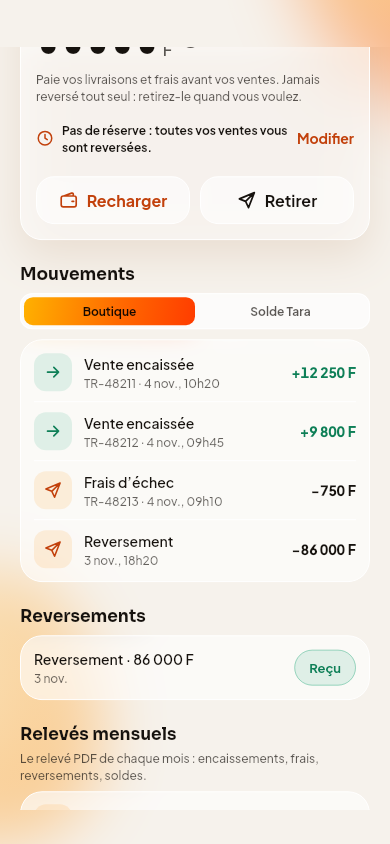 Paie vos livraisons et frais avant vos ventes. Jamais
reversé tout seul : retirez-le quand vous voulez.
Pas de réserve : toutes vos ventes vous
sont reversées.
Modifier
Recharger
Retirer
Mouvements
Boutique
Solde Tara
Vente encaissée
TR-48211 · 4 nov., 10h20
+12 250 F
Vente encaissée
TR-48212 · 4 nov., 09h45
+9 800 F
Frais d’échec
TR-48213 · 4 nov., 09h10
−750 F
Reversement
3 nov., 18h20
−86 000 F
Reversements
Reversement · 86 000 F
3 nov.
Reçu
Relevés mensuels
Le relevé PDF de chaque mois : encaissements, frais,
reversements, soldes.